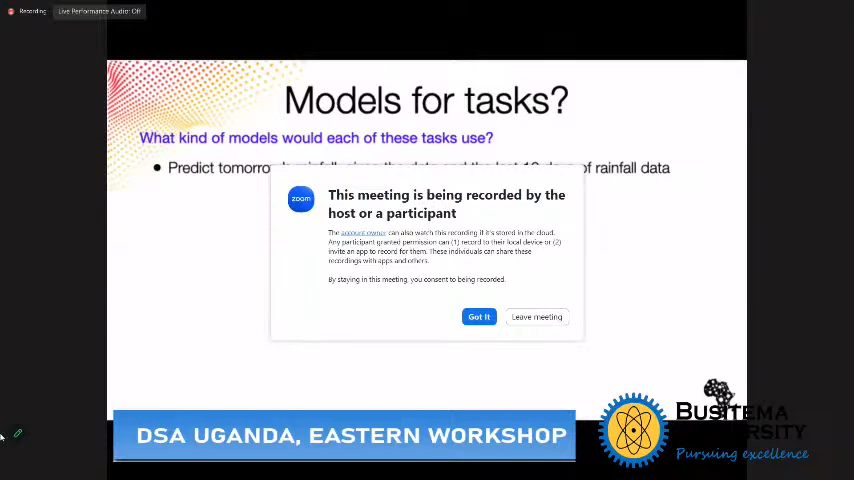 Recording
Live Performance Audio: Off
Models for tasks?
What kind of models would each of these tasks use?
• Predict of rainfall data
zoom
This meeting is being recorded by the
host or a participant
The account owner can also watch this recording if it's stored in the cloud.
Any participant granted permission can (1) record to their local device or (2)
invite an app to record for them. These individuals can share these
recordings with apps and others.
By staying in this meeting, you consent to being recorded.
Got It
Leave meeting
DSA UGANDA, EASTERN WORKSHOP
BUSITEMA
UNIVERSITY
Pursuing excellence